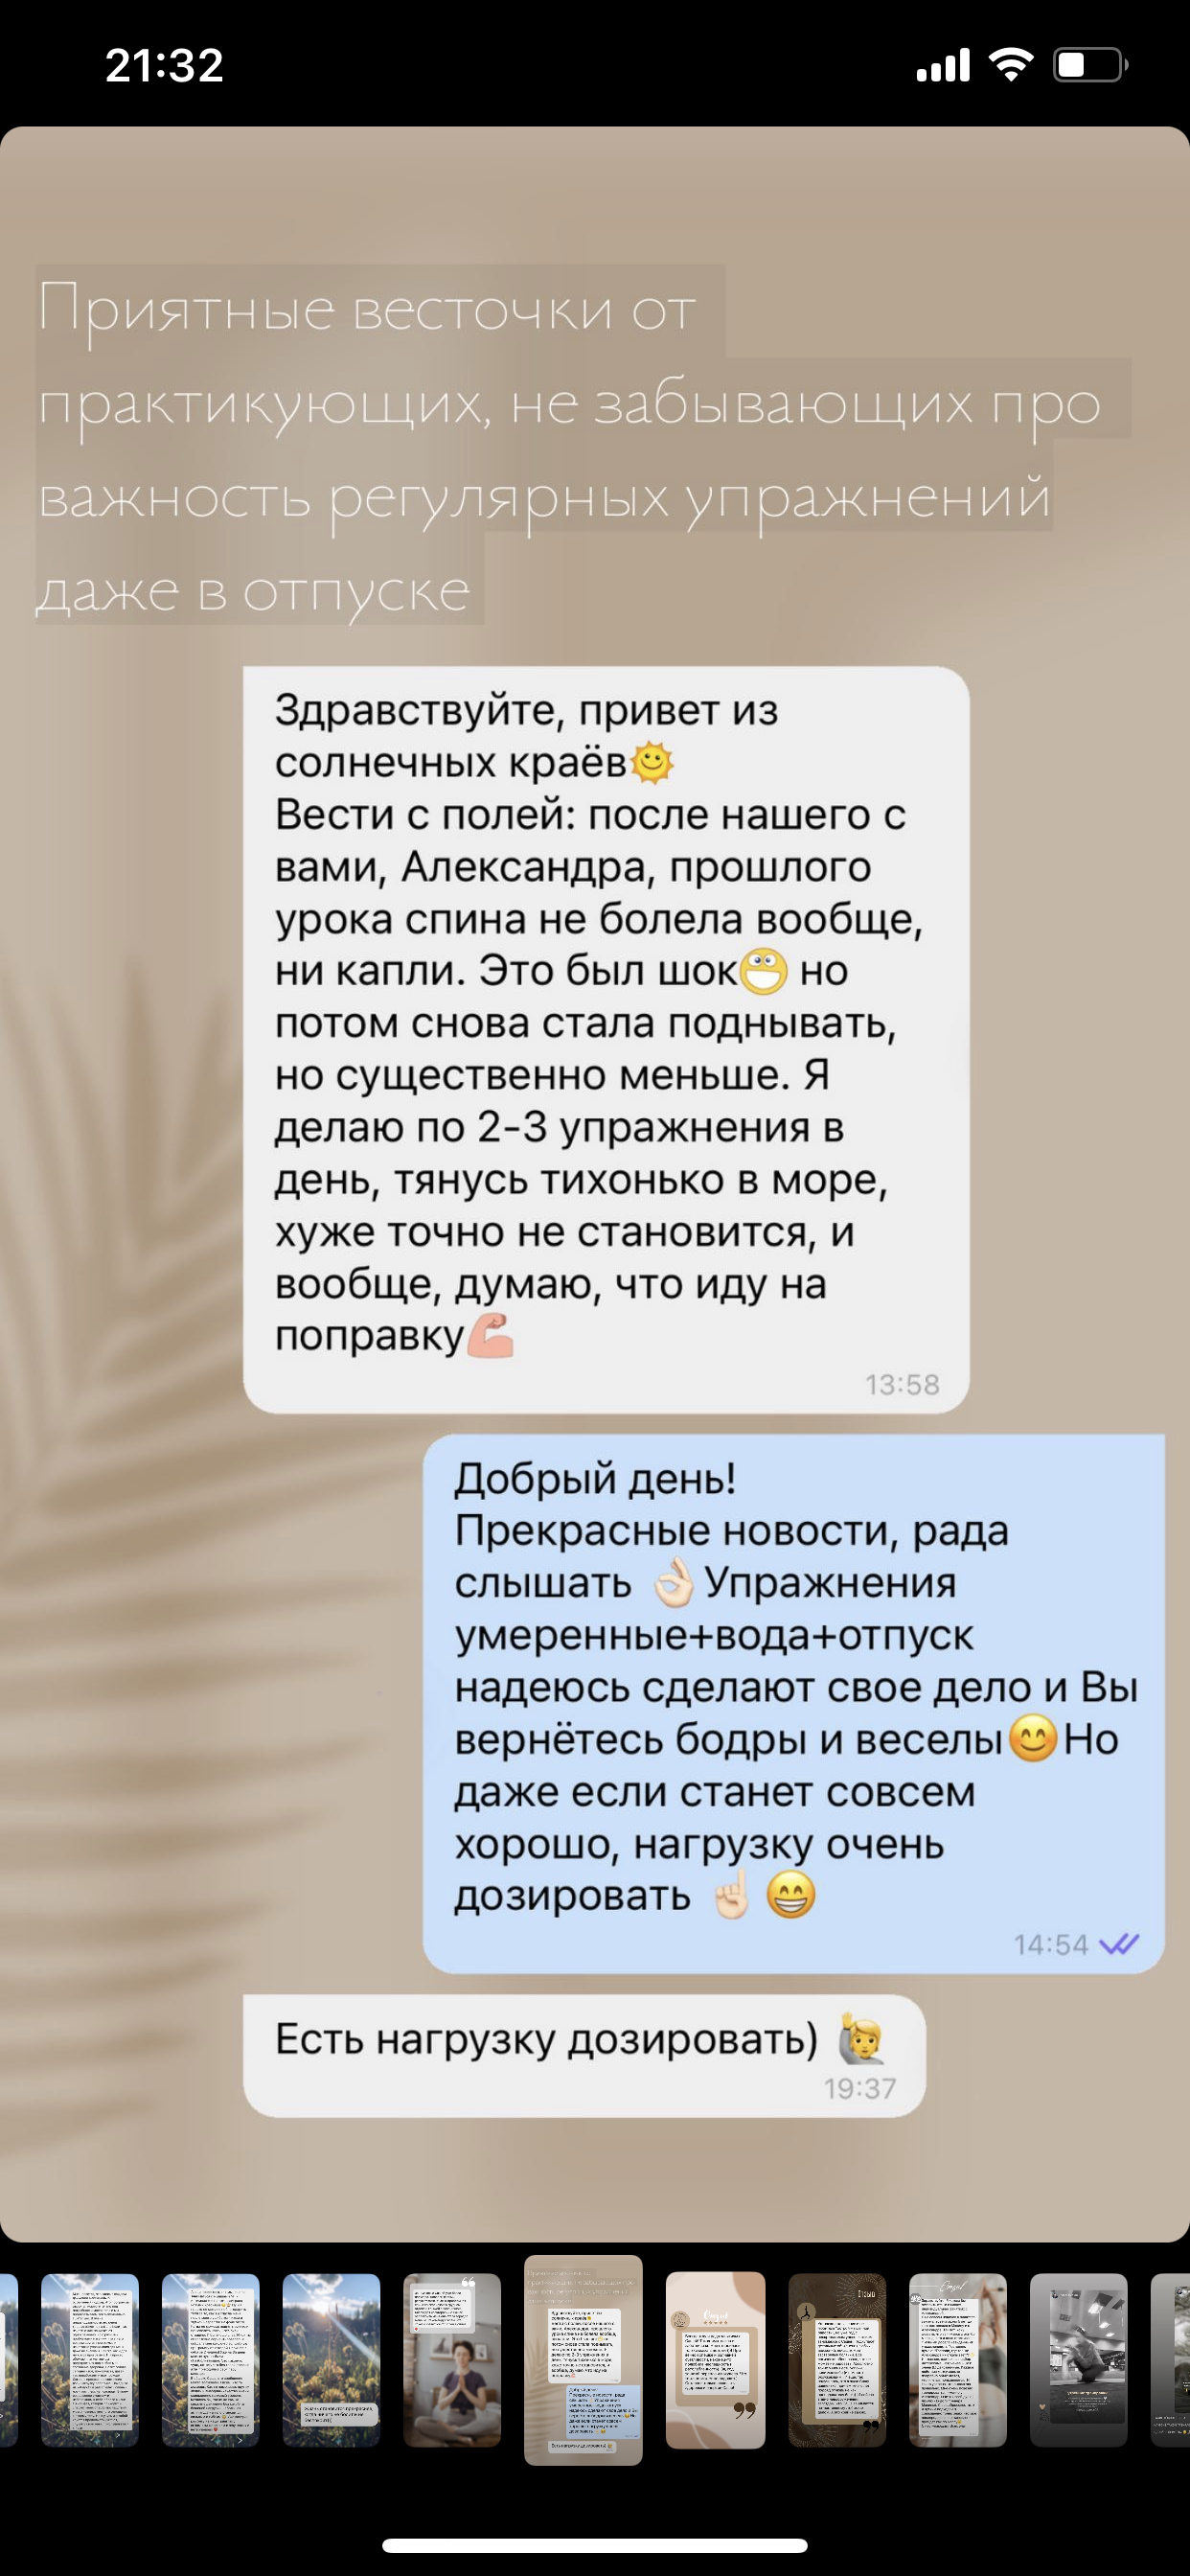 21:32
Приятные весточки от
практикующих, не забывающих про
важность регулярных упражнений
даже в отпуске
Здравствуйте, привет из
солнечных краёв🌞
Вести с полей: после нашего с
вами, Александра, прошлого
урока спина не болела вообще,
ни капли. Это был шок😀 но
потом снова стала поднывать,
но существенно меньше. Я
делаю по 2-3 упражнения в
день, тянусь тихонько в море,
хуже точно не становится, и
вообще, думаю, что иду на
поправку💪🏻
13:58
Добрый день!
Прекрасные новости, рада
слышать 👌🏻Упражнения
умеренные+вода+отпуск
надеюсь сделают свое дело и Вы
вернётесь бодры и веселы😊Но
даже если станет совсем
хорошо, нагрузку очень
дозировать ☝🏻😁
14:54
Есть нагрузку дозировать) 🙋
19:37